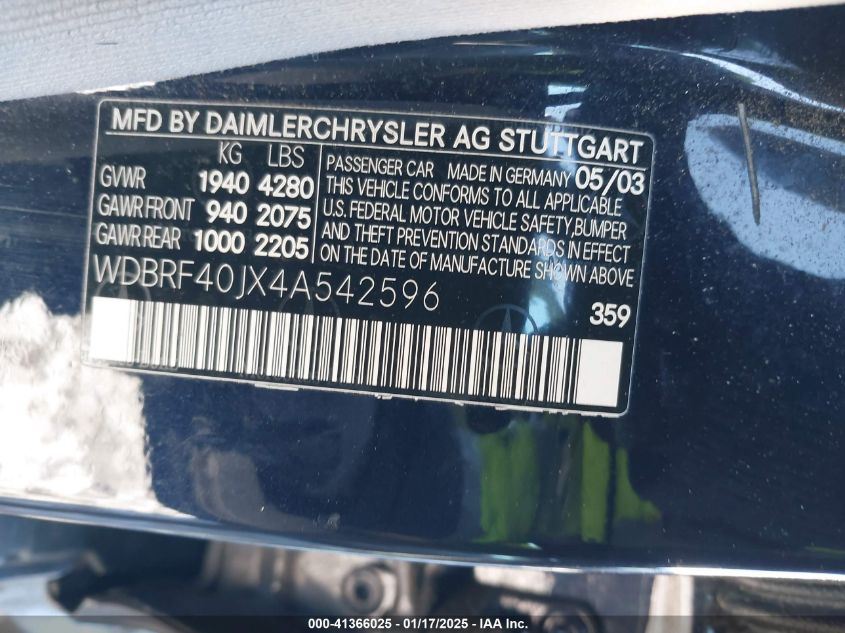 MFD BY DAIMLERCHRYSLER AG STUTTGART
KG LBS
GVWR 1940 4280
GAWR FRONT 940 2075
GAWR REAR 1000 2205
PASSENGER CAR MADE IN GERMANY 05/03
THIS VEHICLE CONFORMS TO ALL APPLICABLE
U.S. FEDERAL MOTOR VEHICLE SAFETY, BUMPER
AND THEFT PREVENTION STANDARDS IN EFFECT
ON THE DATE OF MANUFACTURE SHOWN ABOVE
WDBRF40JX4A542596
359
000-41366025 / 01/17/2025 / IAA Inc.